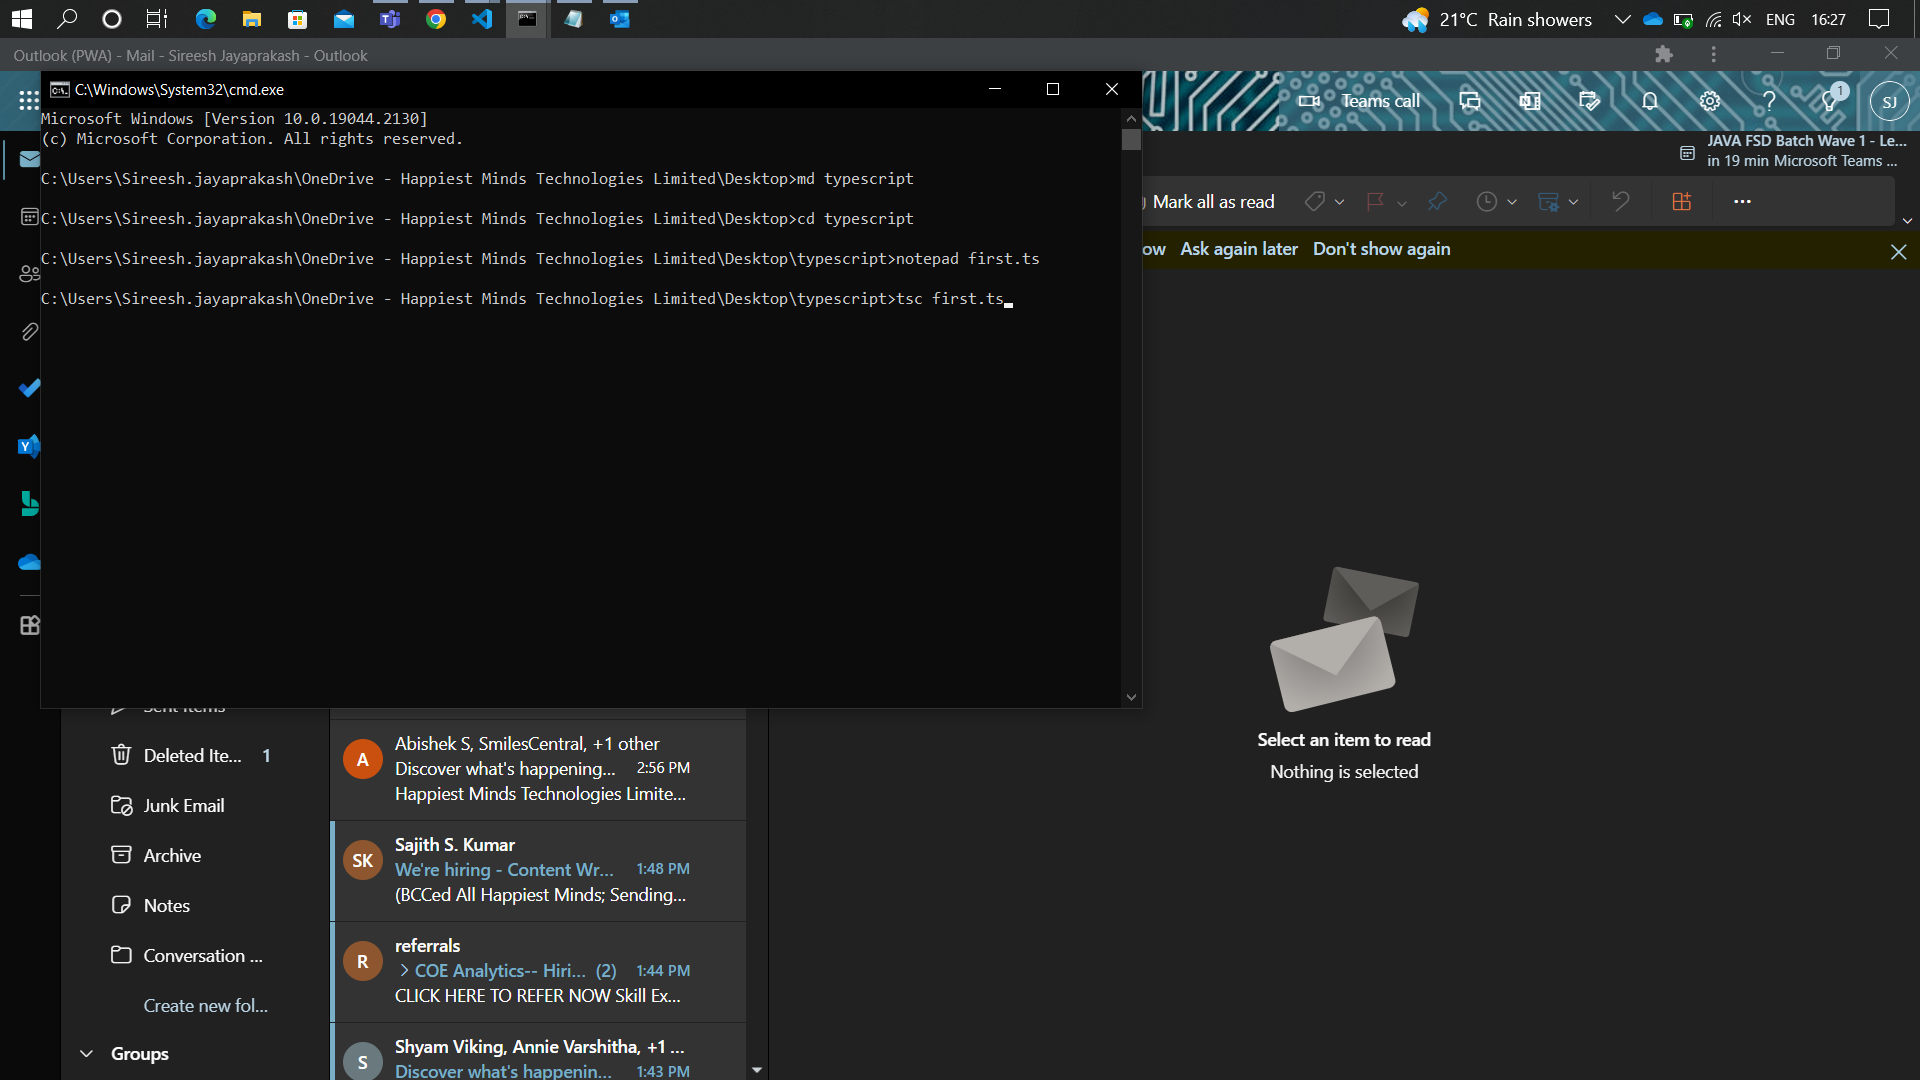 21°C Rain showers
ENG
16:27
Outlook (PWA) - Mail - Sireesh Jayaprakash - Outlook
C:\Windows\System32\cmd.exe
Microsoft Windows [Version 10.0.19044.2130]
(c) Microsoft Corporation. All rights reserved.
C:\Users\Sireesh.jayaprakash\OneDrive - Happiest Minds Technologies Limited\Desktop>md typescript
C:\Users\Sireesh.jayaprakash\OneDrive - Happiest Minds Technologies Limited\Desktop>cd typescript
C:\Users\Sireesh.jayaprakash\OneDrive - Happiest Minds Technologies Limited\Desktop\typescript>notepad first.ts
C:\Users\Sireesh.jayaprakash\OneDrive - Happiest Minds Technologies Limited\Desktop\typescript>tsc first.ts
Teams call
1
SJ
JAVA FSD Batch Wave 1 - Le...
in 19 min Microsoft Teams ...
Mark all as read
ow Ask again later Don't show again
Select an item to read
Nothing is selected
Sent Items
Deleted Ite... 1
Junk Email
Archive
Notes
Conversation ...
Create new fol...
Groups
A
Abishek S, SmilesCentral, +1 other
Discover what's happening... 2:56 PM
Happiest Minds Technologies Limite...
SK
Sajith S. Kumar
We're hiring - Content Wr... 1:48 PM
(BCCed All Happiest Minds; Sending...
R
referrals
COE Analytics-- Hiri... (2) 1:44 PM
CLICK HERE TO REFER NOW Skill Ex...
S
Shyam Viking, Annie Varshitha, +1 ...
Discover what's happenin... 1:43 PM